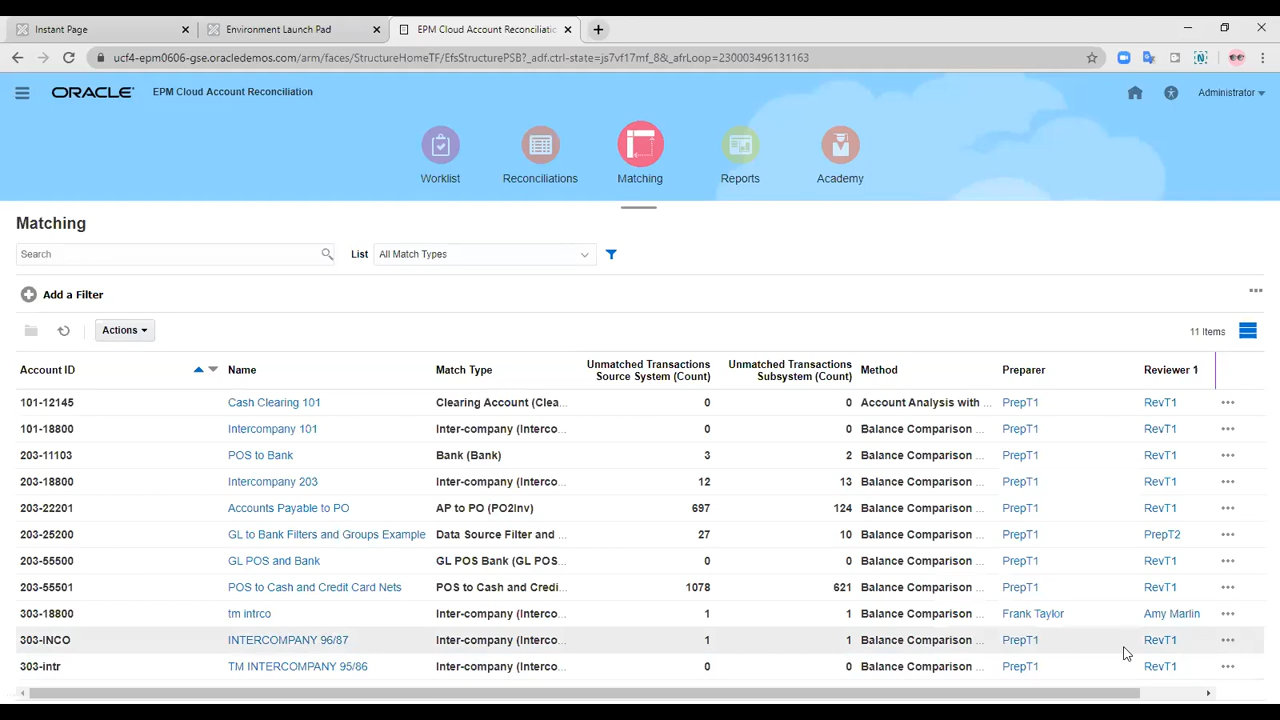 Instant Page
Environment Launch Pad
EPM Cloud Account Reconciliatio
ucf4-epm0606-gse.oracledemos.com/arm/faces/StructureHomeTF/EfsStructurePSB?_adf.ctrl-state=js7vf17mf_8&_afrLoop=230003496131163
ORACLE EPM Cloud Account Reconciliation
Administrator
Worklist Reconciliations Matching Reports Academy
Matching
Search List All Match Types
Add a Filter
Actions 11 Items
Account ID Name Match Type Unmatched Transactions Source System (Count) Unmatched Transactions Subsystem (Count) Method Preparer Reviewer 1
101-12145 Cash Clearing 101 Clearing Account (Clea... 0 0 Account Analysis with ... PrepT1 RevT1
101-18800 Intercompany 101 Inter-company (Interco... 0 0 Balance Comparison ... PrepT1 RevT1
203-11103 POS to Bank Bank (Bank) 3 2 Balance Comparison ... PrepT1 RevT1
203-18800 Intercompany 203 Inter-company (Interco... 12 13 Balance Comparison ... PrepT1 RevT1
203-22201 Accounts Payable to PO AP to PO (PO2Inv) 697 124 Balance Comparison ... PrepT1 RevT1
203-25200 GL to Bank Filters and Groups Example Data Source Filter and ... 27 10 Balance Comparison ... PrepT1 PrepT2
203-55500 GL POS and Bank GL POS Bank (GL POS... 0 0 Balance Comparison ... PrepT1 RevT1
203-55501 POS to Cash and Credit Card Nets POS to Cash and Credi... 1078 621 Balance Comparison ... PrepT1 RevT1
303-18800 tm intrco Inter-company (Interco... 1 1 Balance Comparison ... Frank Taylor Amy Marlin
303-INCO INTERCOMPANY 96/87 Inter-company (Interco... 1 1 Balance Comparison ... PrepT1 RevT1
303-intr TM INTERCOMPANY 95/86 Inter-company (Interco... 0 0 Balance Comparison ... PrepT1 RevT1